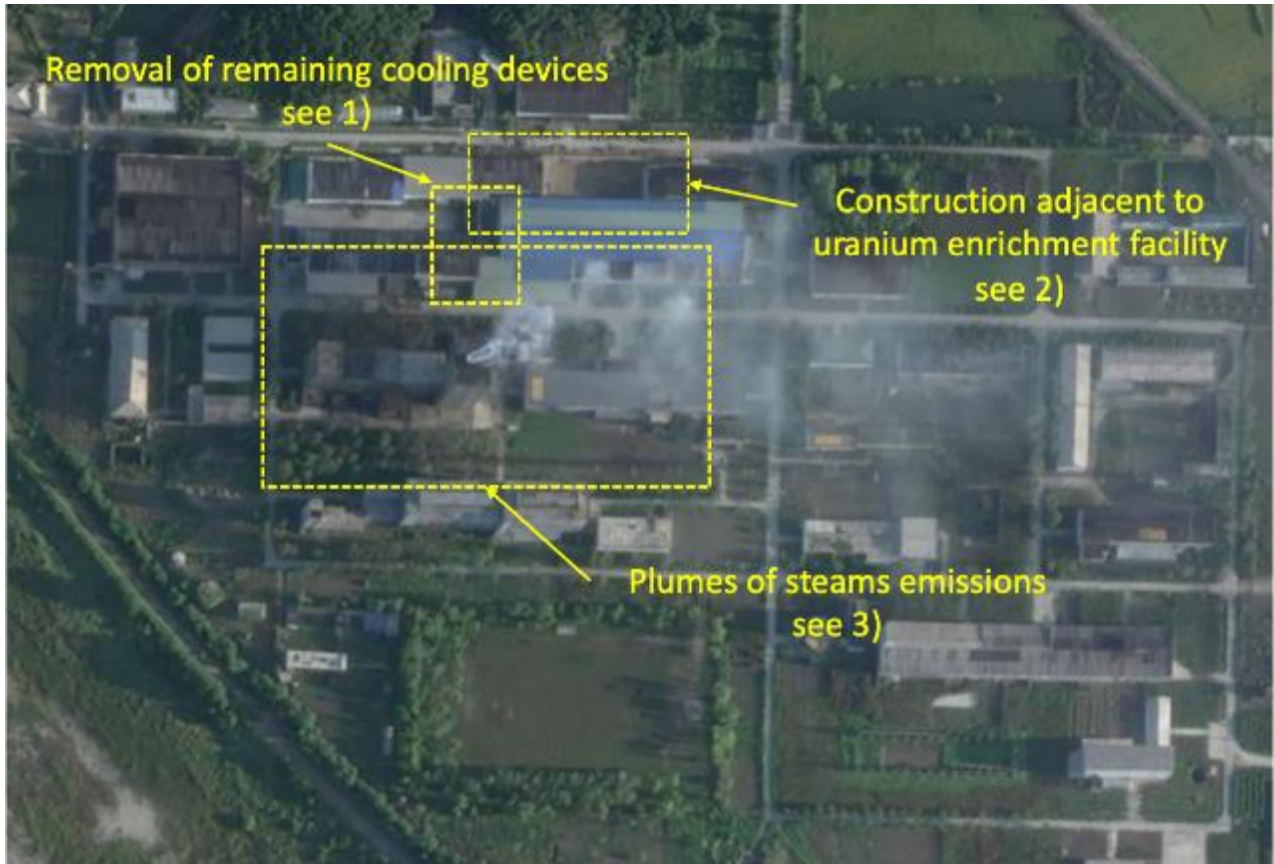 Removal of remaining cooling devices
see 1)
Construction adjacent to
uranium enrichment facility
see 2)
Plumes of steams emissions
see 3)